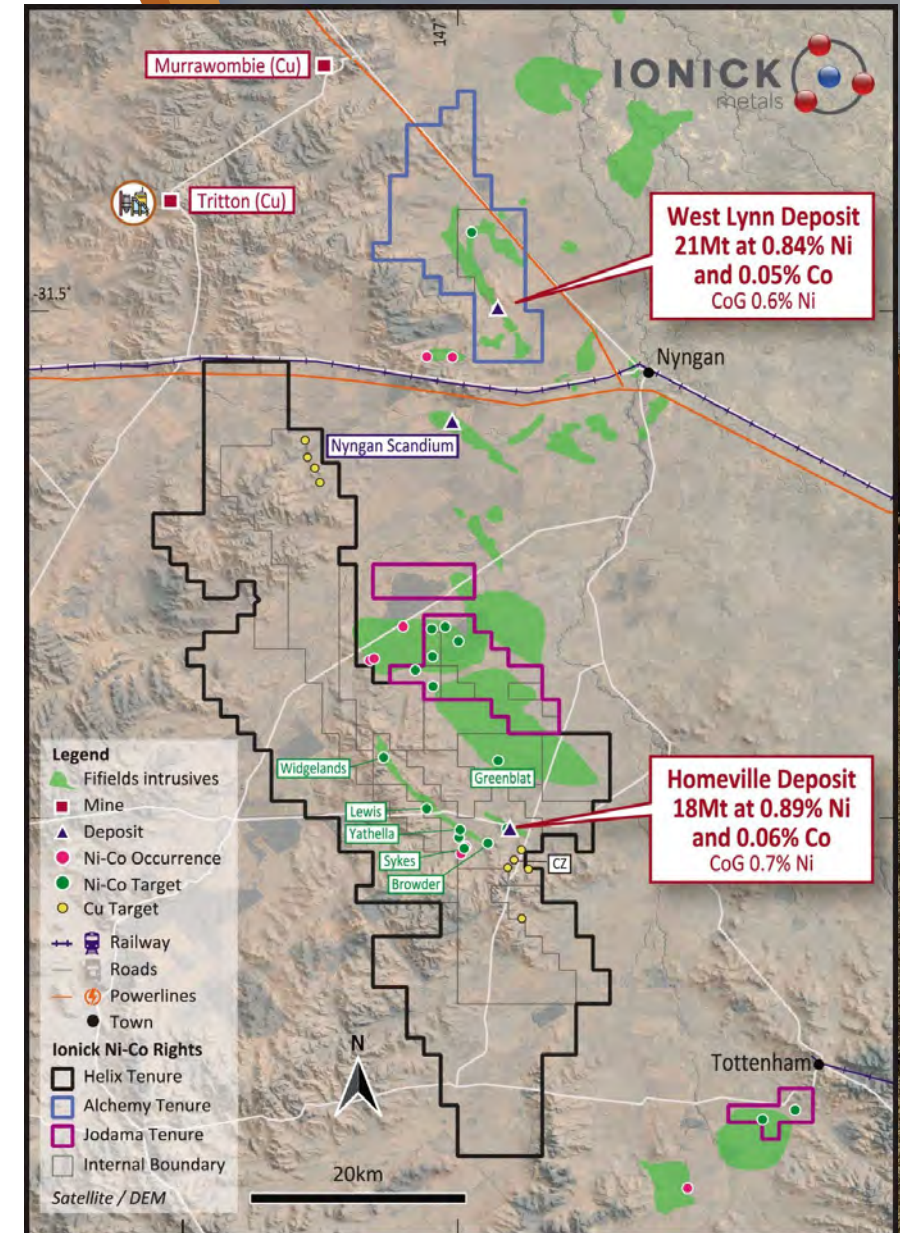 147°
IONICK
metals
Murrawombie (Cu)
Tritton (Cu)
West Lynn Deposit
21Mt at 0.84% Ni
and 0.05% Co
CoG 0.6% Ni
-31.5°
Nyngan
Nyngan Scandium
Widgelands
Greenblat
Lewis
Yathella
Sykes
Browder
CZ
Homeville Deposit
18Mt at 0.89% Ni
and 0.06% Co
CoG 0.7% Ni
Legend
Fifields intrusives
Mine
Deposit
Ni-Co Occurrence
Ni-Co Target
Cu Target
Railway
Roads
Powerlines
Town
Ionick Ni-Co Rights
Helix Tenure
Alchemy Tenure
Jodama Tenure
Internal Boundary
Satellite / DEM
N
20km
Tottenham